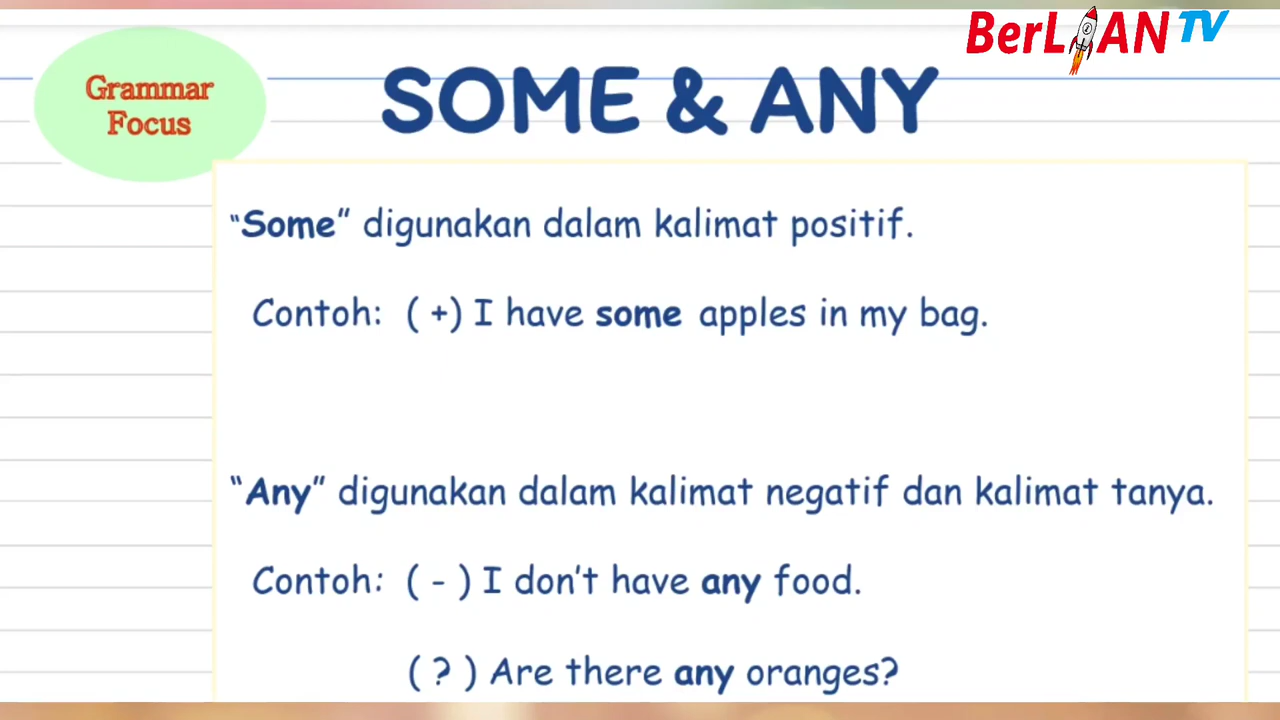 BerLIAN TV
Grammar
Focus
SOME & ANY
“Some” digunakan dalam kalimat positif.
Contoh: ( +) I have some apples in my bag.
“Any” digunakan dalam kalimat negatif dan kalimat tanya.
Contoh: ( - ) I don’t have any food.
( ? ) Are there any oranges?